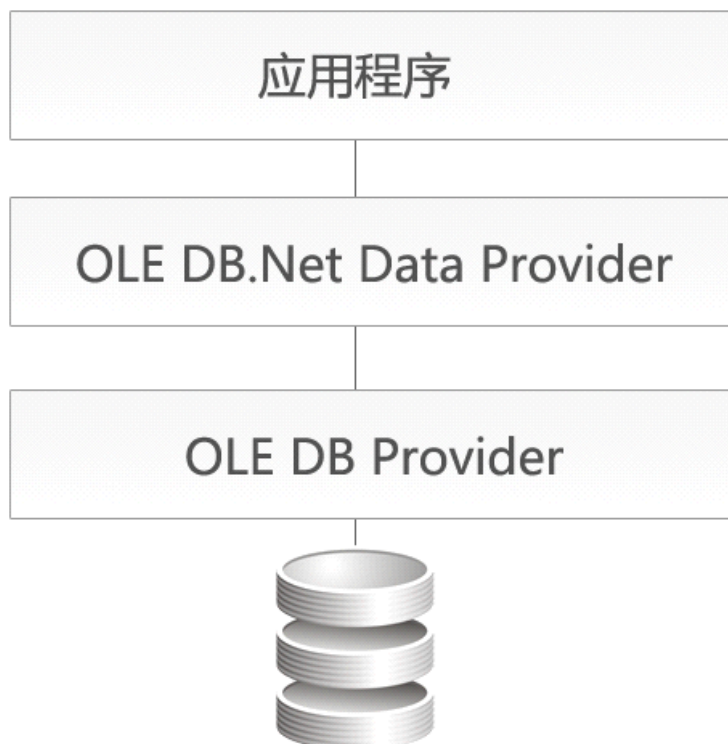 应用程序
OLE DB.Net Data Provider
OLE DB Provider